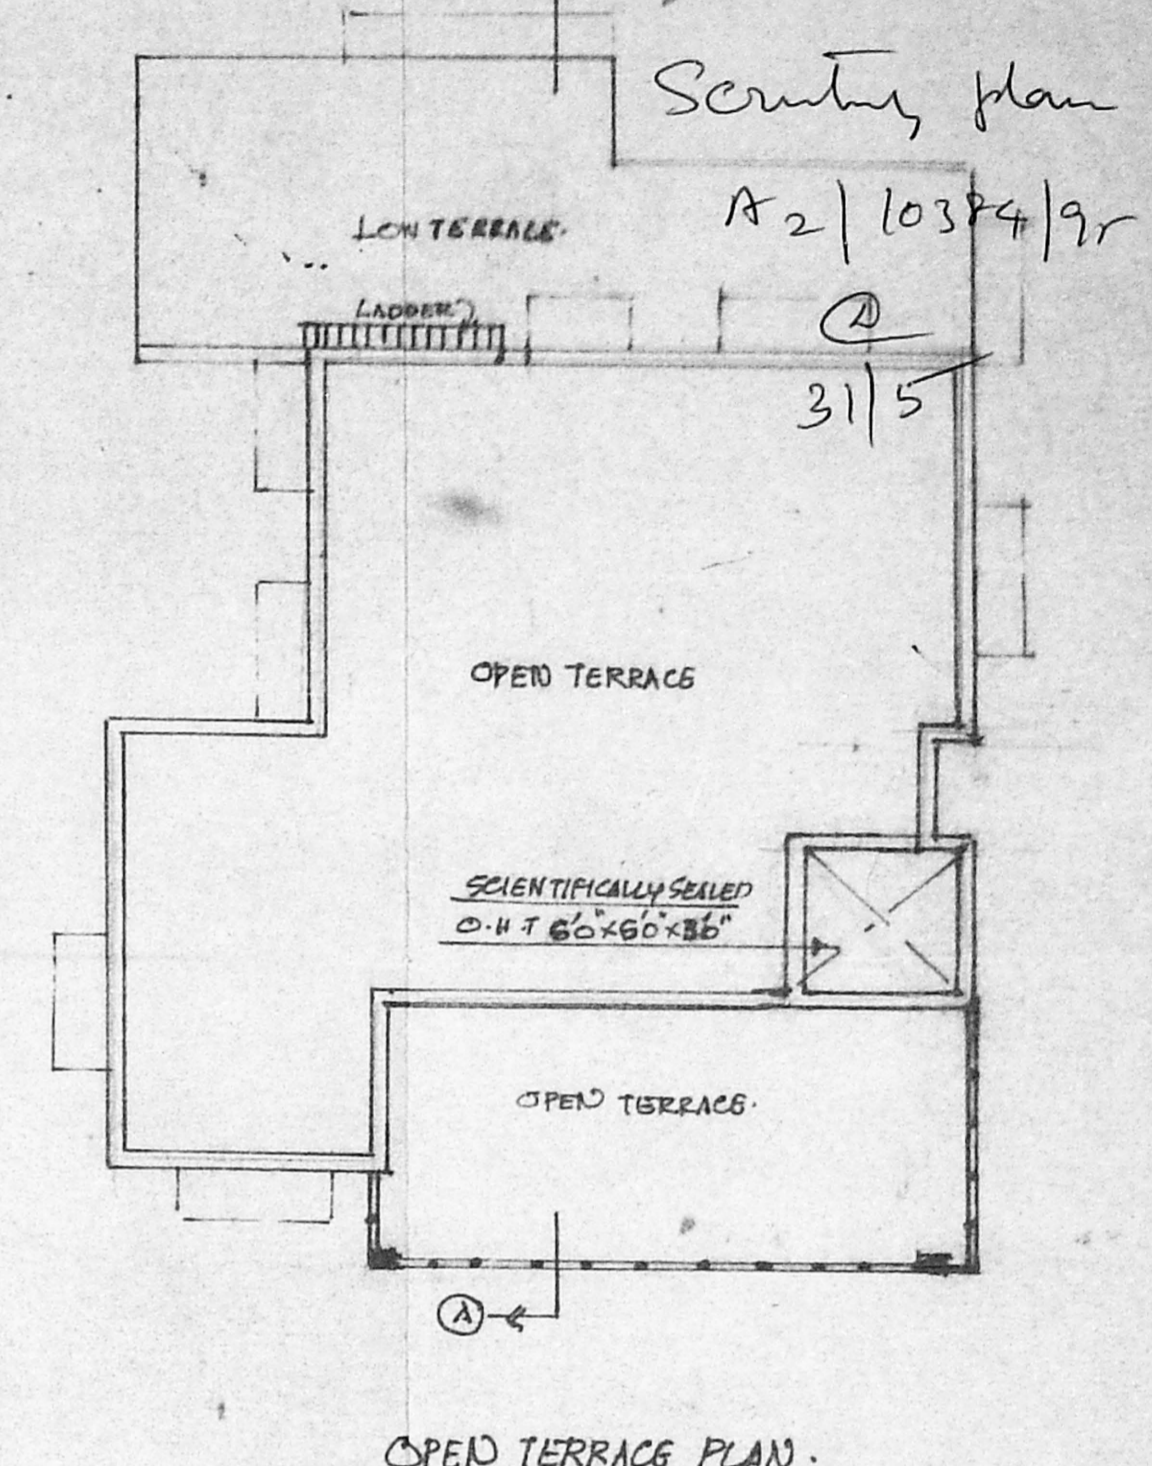 Scrutiny plan
A2/10384/95
LOW TERRACE.
LADDER
A
31/5
OPEN TERRACE
SCIENTIFICALLY SEALED
O.H.T 6'0"x6'0"x3'6"
OPEN TERRACE.
A
OPEN TERRACE PLAN.